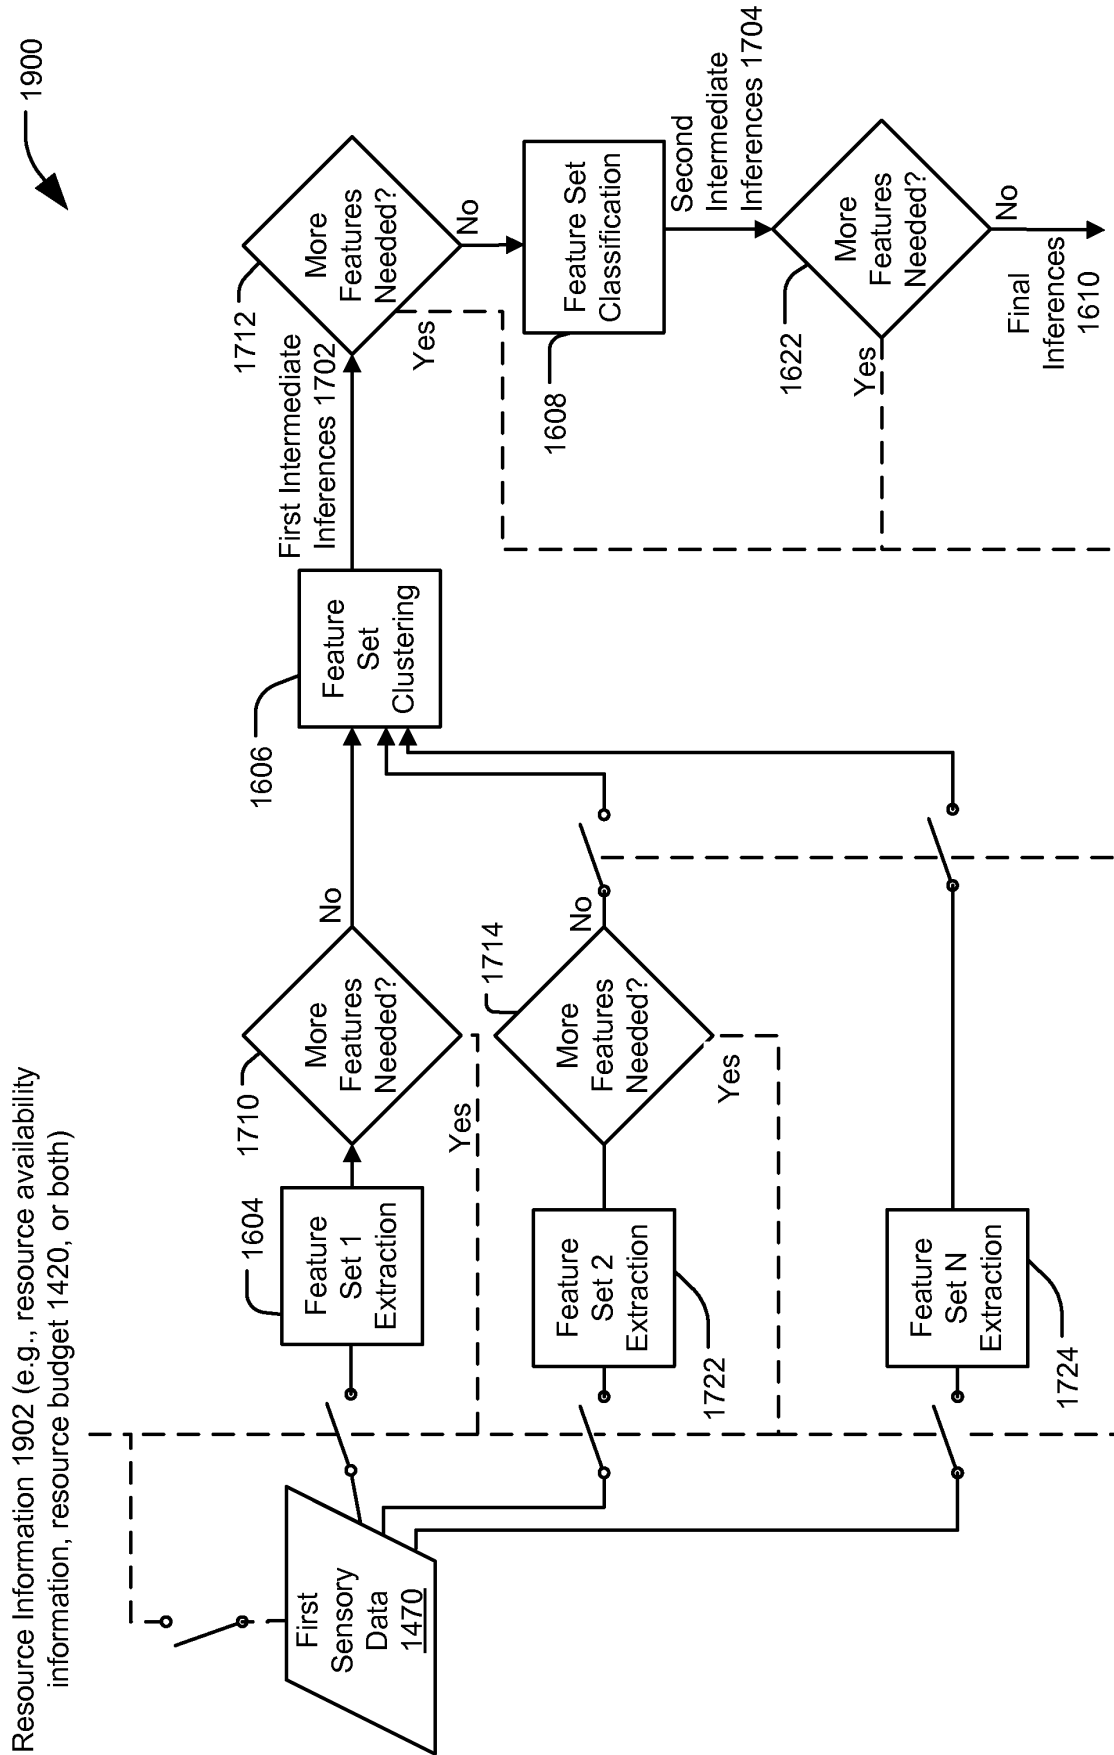 Resource Information 1902 (e.g., resource availability
information, resource budget 1420, or both)
1900
First
Sensory
Data
1470
1604
Feature
Set 1
Extraction
1710
More
Features
Needed?
No
Yes
1606
Feature
Set
Clustering
First Intermediate
Inferences 1702
1712
More
Features
Needed?
No
Yes
1608
Feature Set
Classification
Second
Intermediate
Inferences 1704
1622
More
Features
Needed?
Yes
No
Final
Inferences
1610
Feature
Set 2
Extraction
1722
1714
More
Features
Needed?
No
Yes
Feature
Set N
Extraction
1724